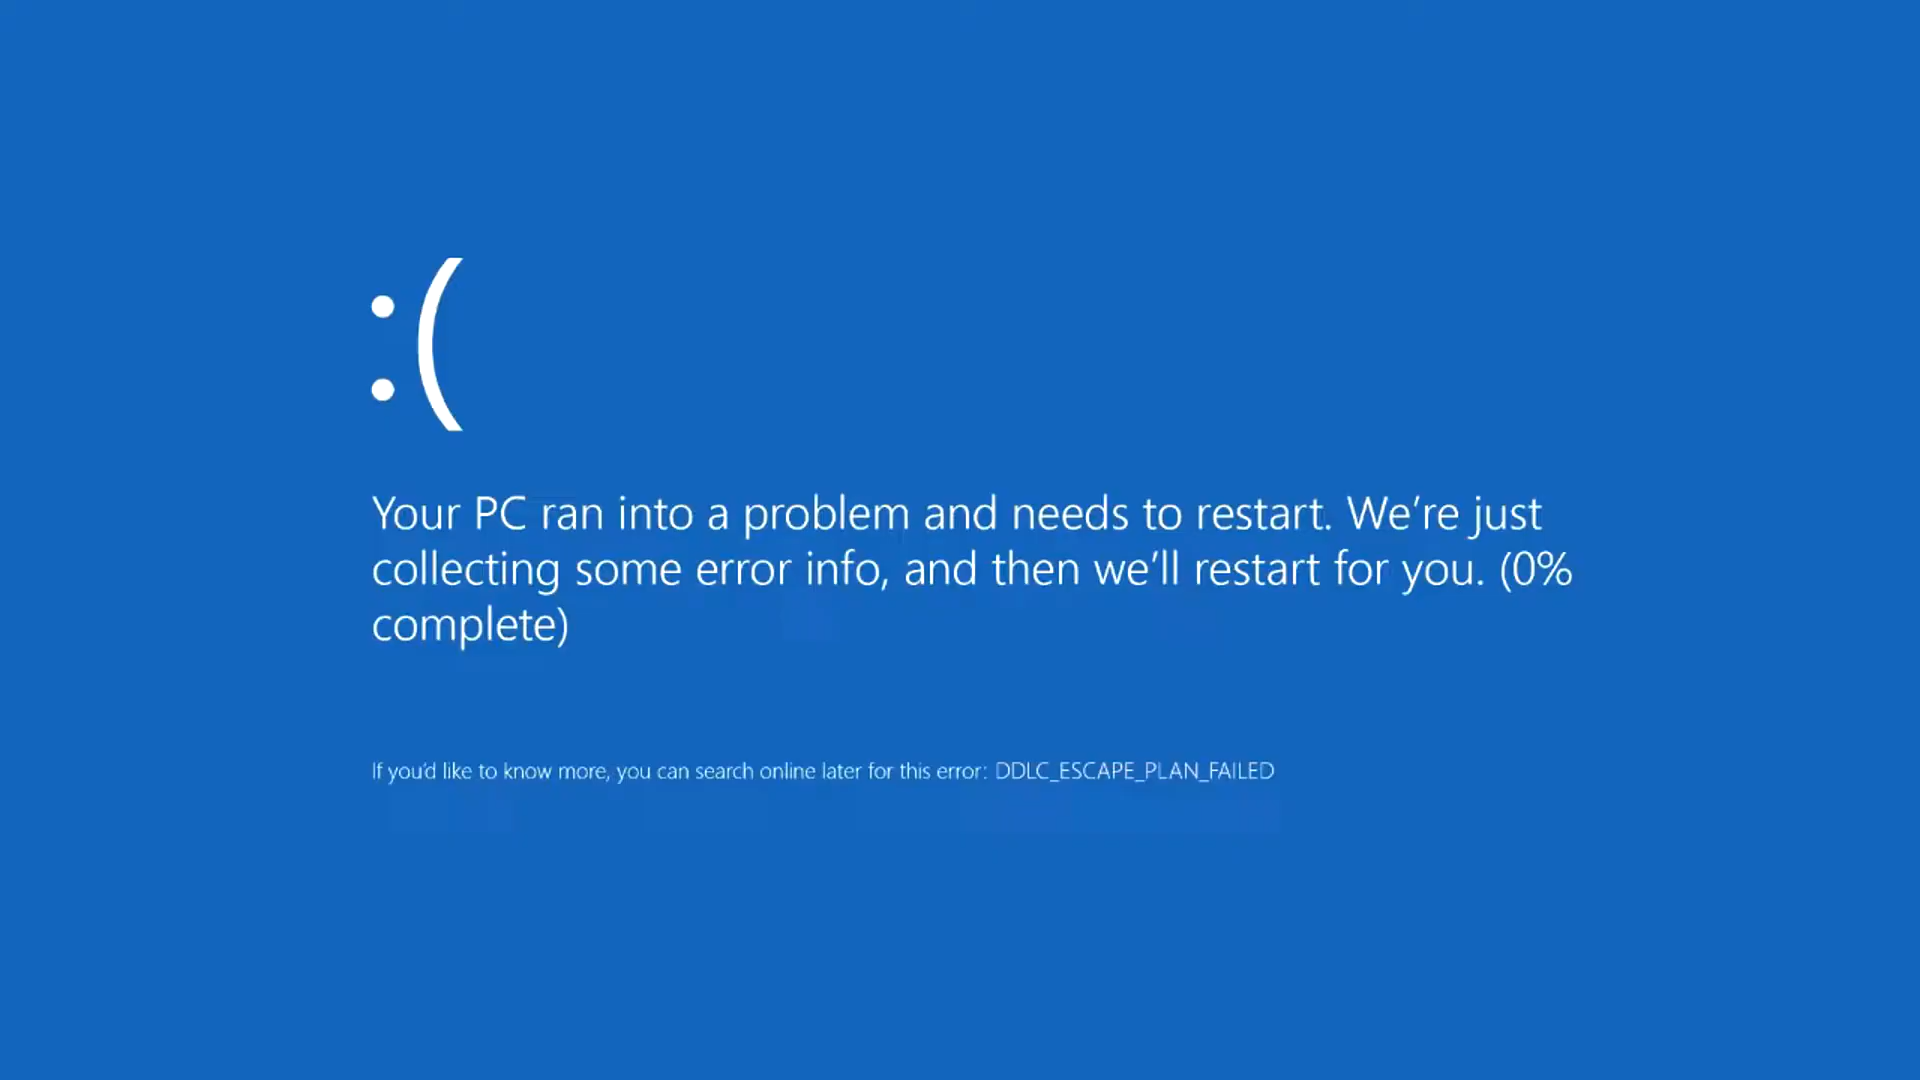 :(
Your PC ran into a problem and needs to restart. We’re just
collecting some error info, and then we’ll restart for you. (0%
complete)
If you’d like to know more, you can search online later for this error: DDLC_ESCAPE_PLAN_FAILED